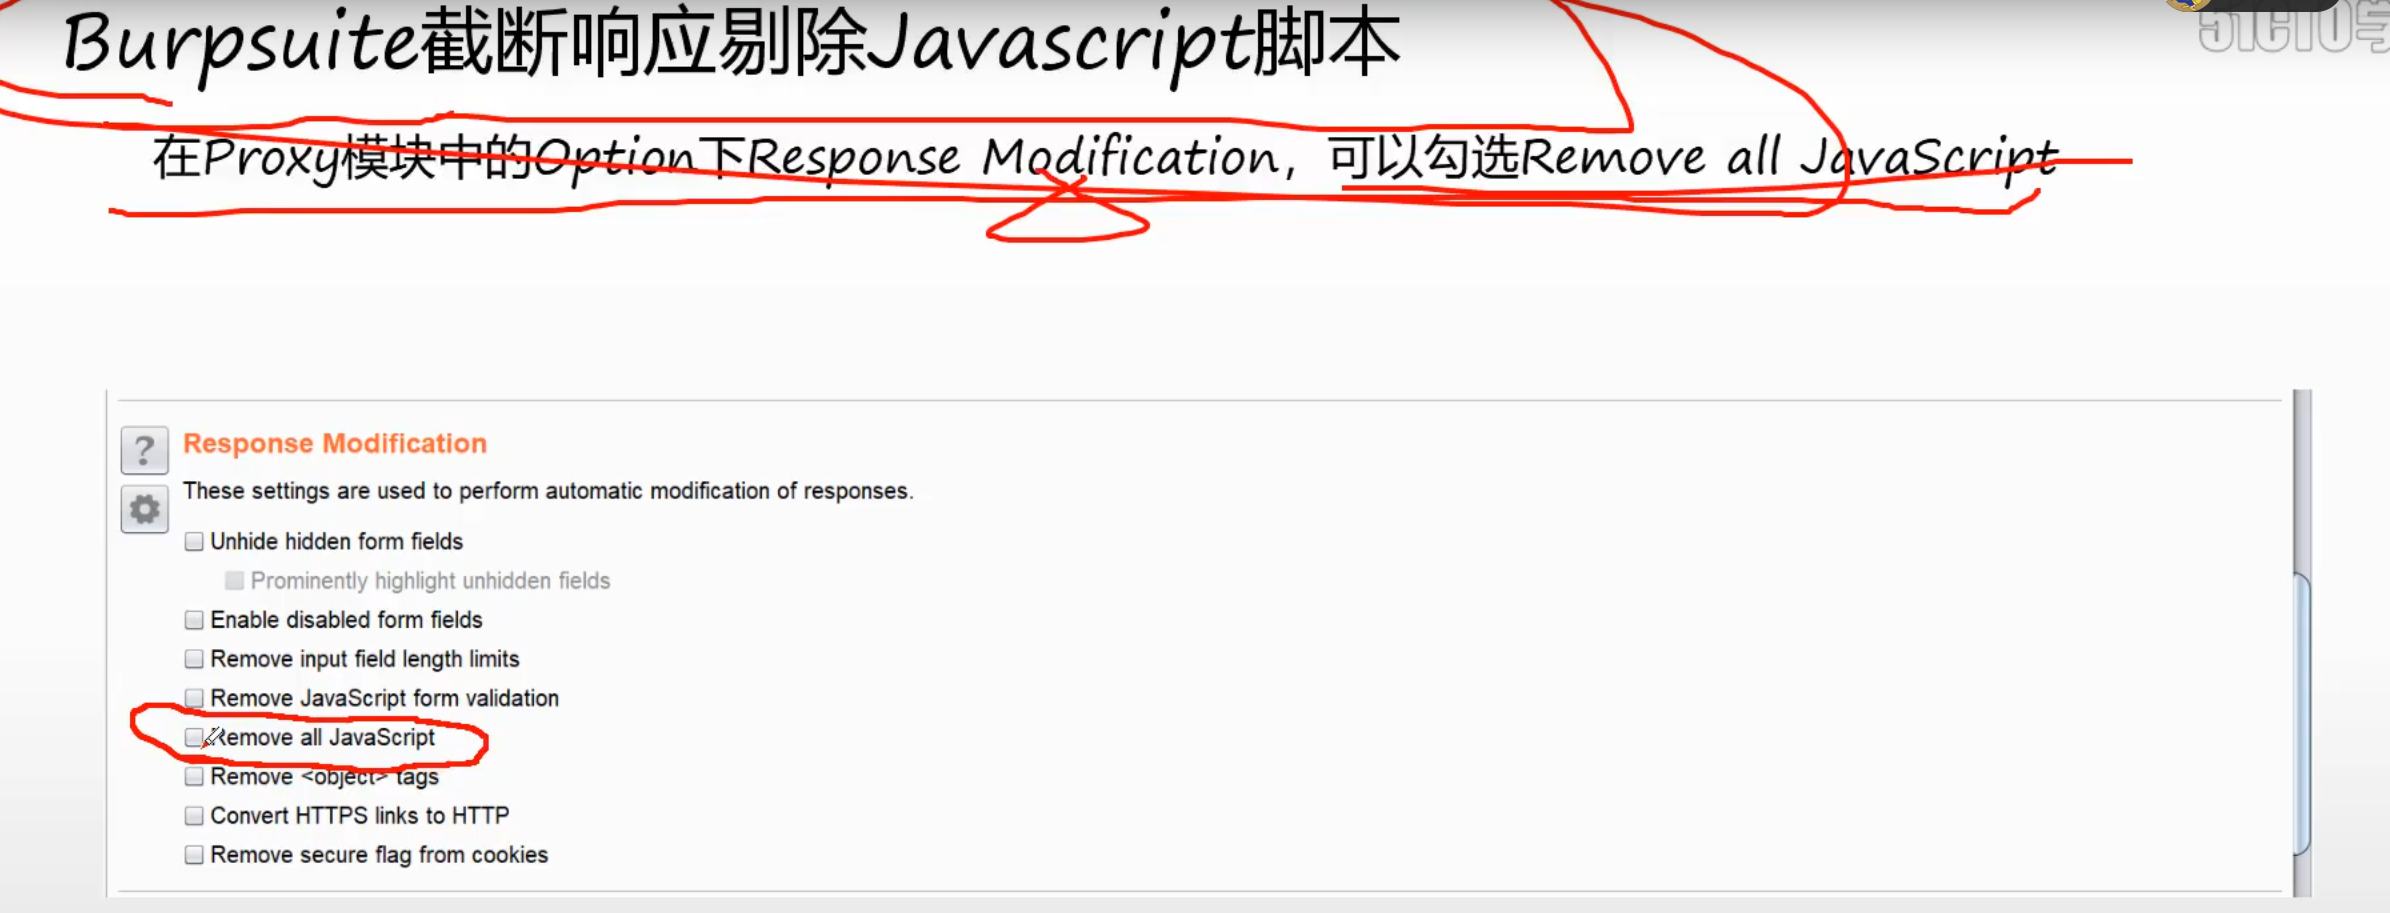 Burpsuite截断响应剔除Javascript脚本
51CTO学
在Proxy模块中的Option下Response Modification，可以勾选Remove all JavaScript
?
Response Modification
These settings are used to perform automatic modification of responses.
Unhide hidden form fields
Prominently highlight unhidden fields
Enable disabled form fields
Remove input field length limits
Remove JavaScript form validation
Remove all JavaScript
Remove <object> tags
Convert HTTPS links to HTTP
Remove secure flag from cookies